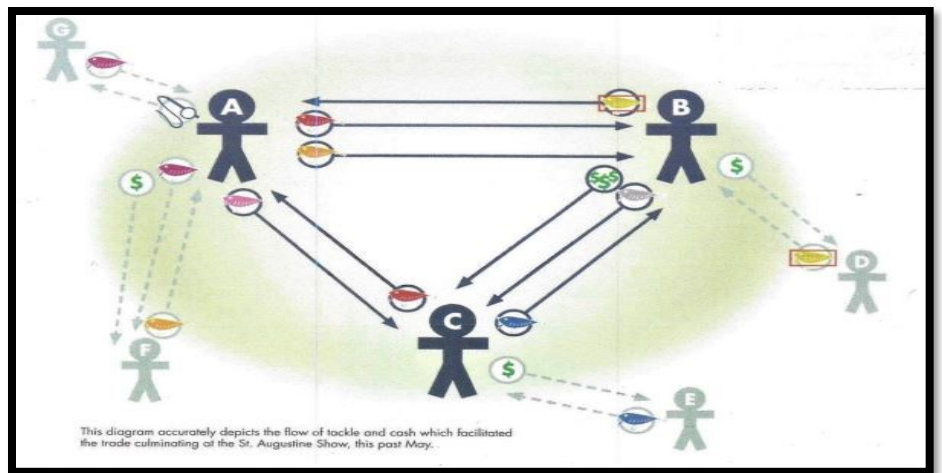 G
A
B
$
$$$
$
D
C
F
$
E
This diagram accurately depicts the flow of tackle and cash which facilitated
the trade culminating at the St. Augustine Show, this past May.